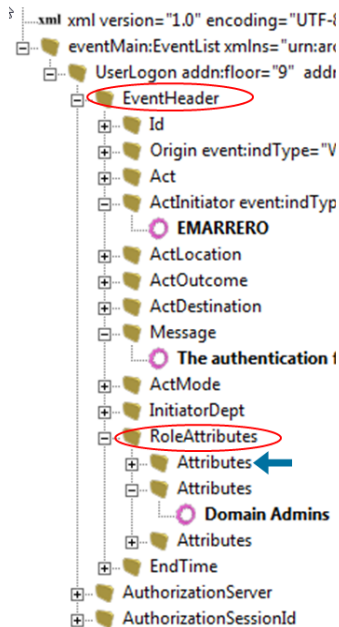 xml version="1.0" encoding="UTF-8
eventMain:EventList xmlns="urn:ar
UserLogon addn:floor="9" addr
EventHeader
Id
Origin event:indType="V
Act
ActInitiator event:indTyp
EMARRERO
ActLocation
ActOutcome
ActDestination
Message
The authentication
ActMode
InitiatorDept
RoleAttributes
Attributes
Attributes
Domain Admins
Attributes
EndTime
AuthorizationServer
AuthorizationSessionId